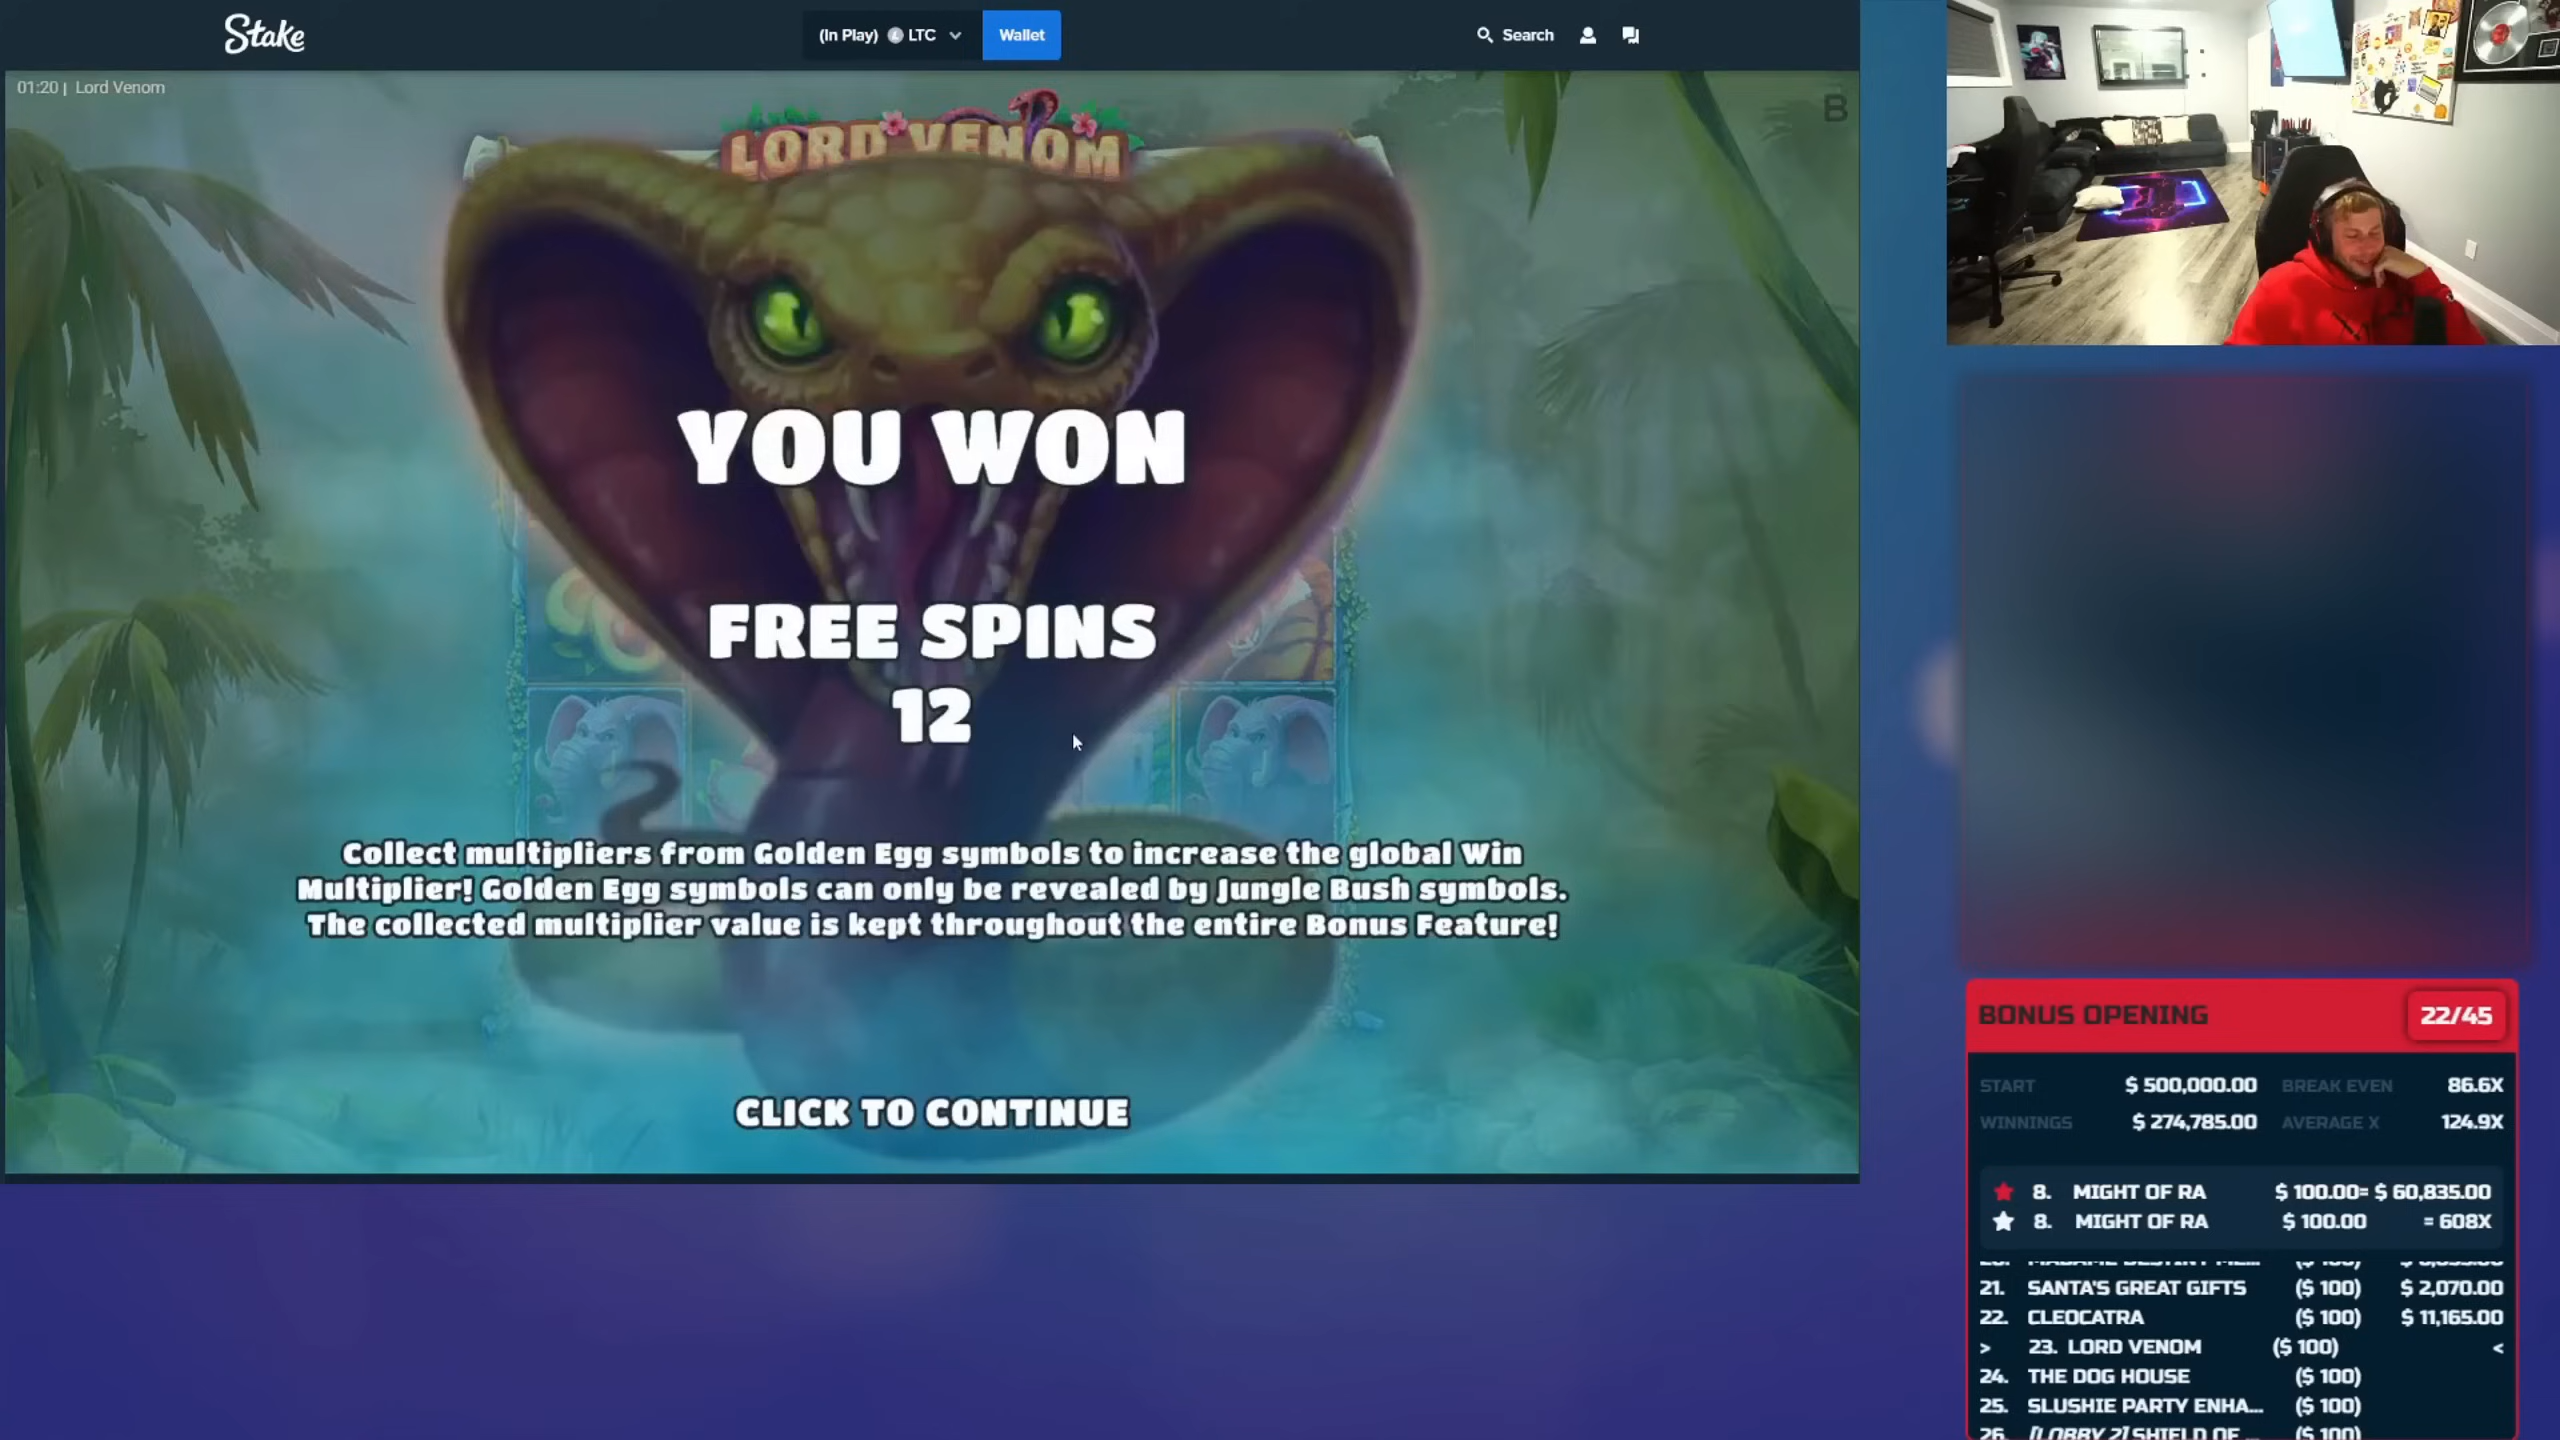 Stake
(In Play) LTC
Wallet
Search
01:20 | Lord Venom
B
LORD VENOM
YOU WON
FREE SPINS
12
Collect multipliers from Golden Egg symbols to increase the global Win
Multiplier! Golden Egg symbols can only be revealed by Jungle Bush symbols.
The collected multiplier value is kept throughout the entire Bonus Feature!
CLICK TO CONTINUE
BONUS OPENING 22/45
START $ 500,000.00 BREAK EVEN 86.6X
WINNINGS $ 274,785.00 AVERAGE X 124.9X
8. MIGHT OF RA $ 100.00= $ 60,835.00
8. MIGHT OF RA $ 100.00 = 608X
21. SANTA'S GREAT GIFTS ($ 100) $ 2,070.00
22. CLEOCATRA ($ 100) $ 11,165.00
> 23. LORD VENOM ($ 100) <
24. THE DOG HOUSE ($ 100)
25. SLUSHIE PARTY ENHA... ($ 100)
26. [LOBBY 2] SHIELD OF ... ($ 100)